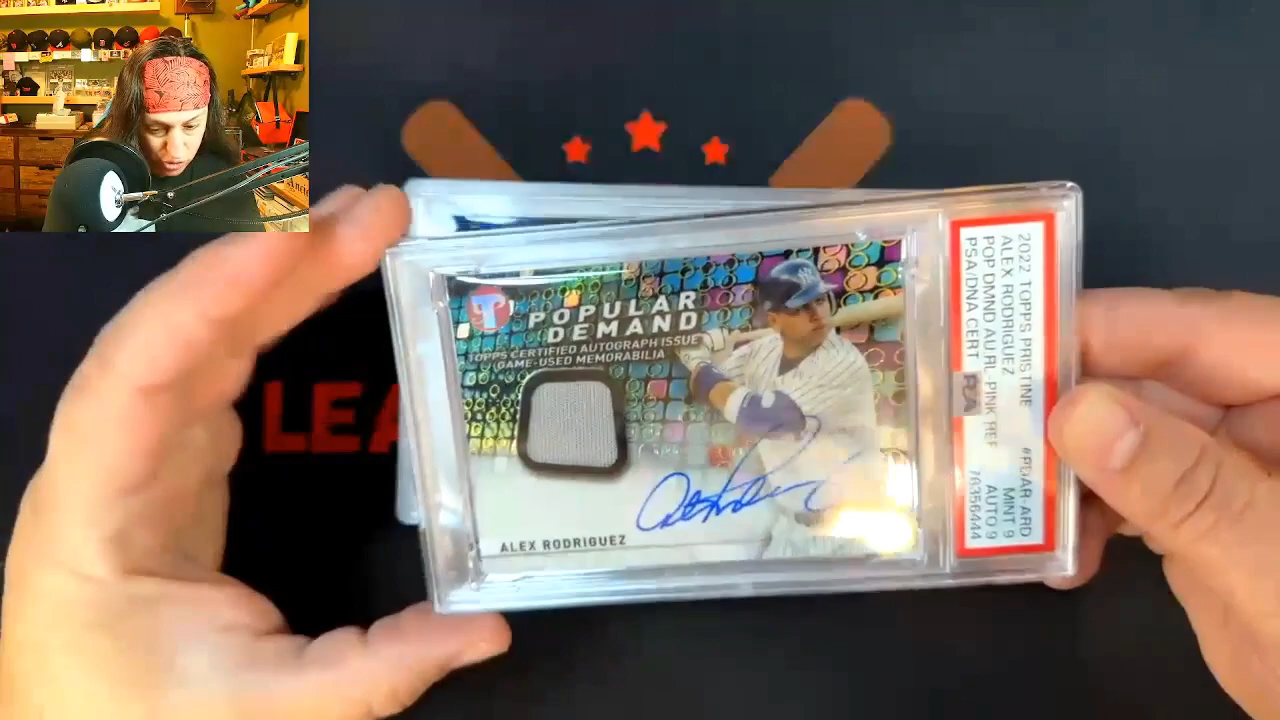 POPULAR
DEMAND
TOPPS CERTIFIED AUTOGRAPH ISSUE
GAME-USED MEMORABILIA
ALEX RODRIGUEZ
2022 TOPPS PRISTINE #PDAR-ARD
ALEX RODRIGUEZ MINT 9
POP DMND AU RL-PINK REF AUTO 9
PSA/DNA CERT 76356444
PSA
LEA